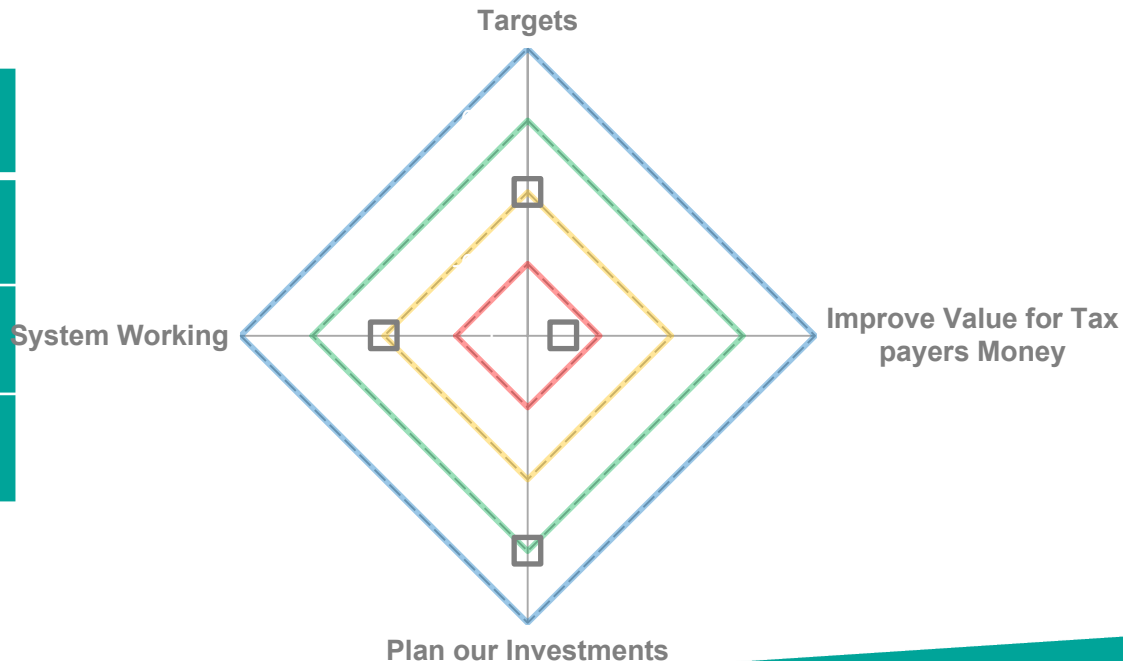 Targets
System Working
Improve Value for Tax
payers Money
Plan our Investments